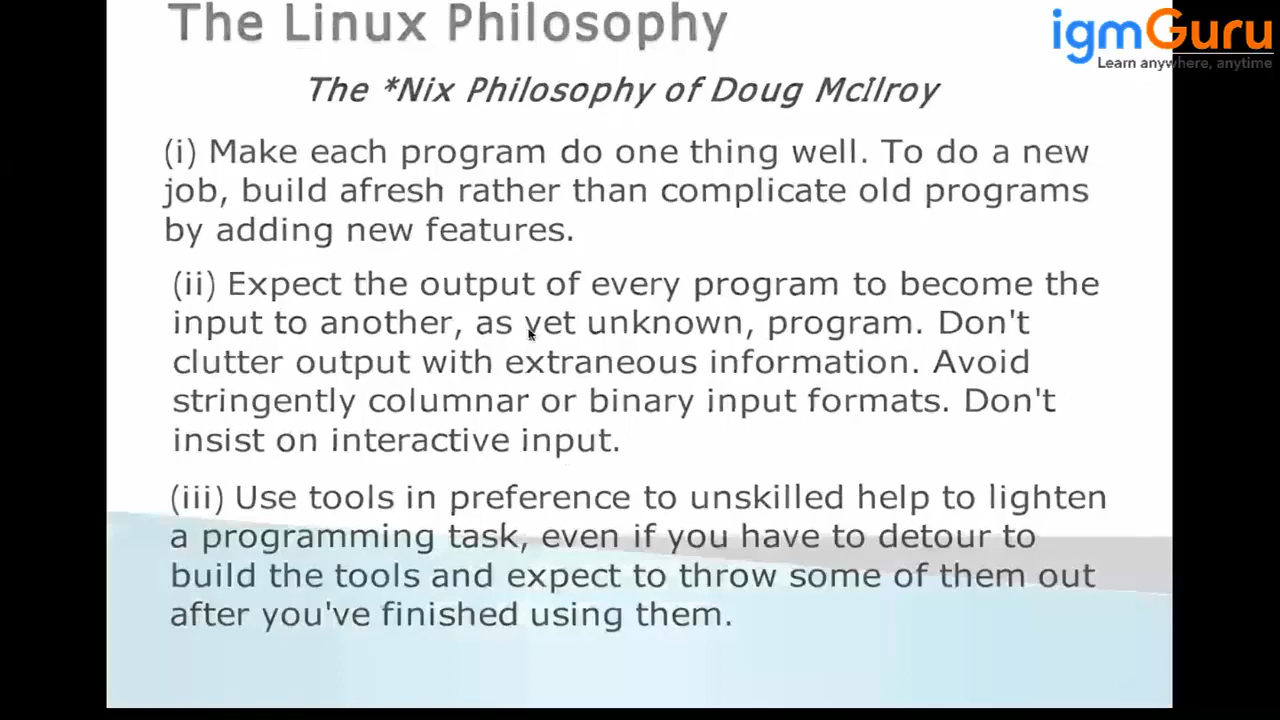 The Linux Philosophy
igmGuru
Learn anywhere, anytime
The *Nix Philosophy of Doug McIlroy
(i) Make each program do one thing well. To do a new
job, build afresh rather than complicate old programs
by adding new features.
(ii) Expect the output of every program to become the
input to another, as yet unknown, program. Don't
clutter output with extraneous information. Avoid
stringently columnar or binary input formats. Don't
insist on interactive input.
(iii) Use tools in preference to unskilled help to lighten
a programming task, even if you have to detour to
build the tools and expect to throw some of them out
after you've finished using them.